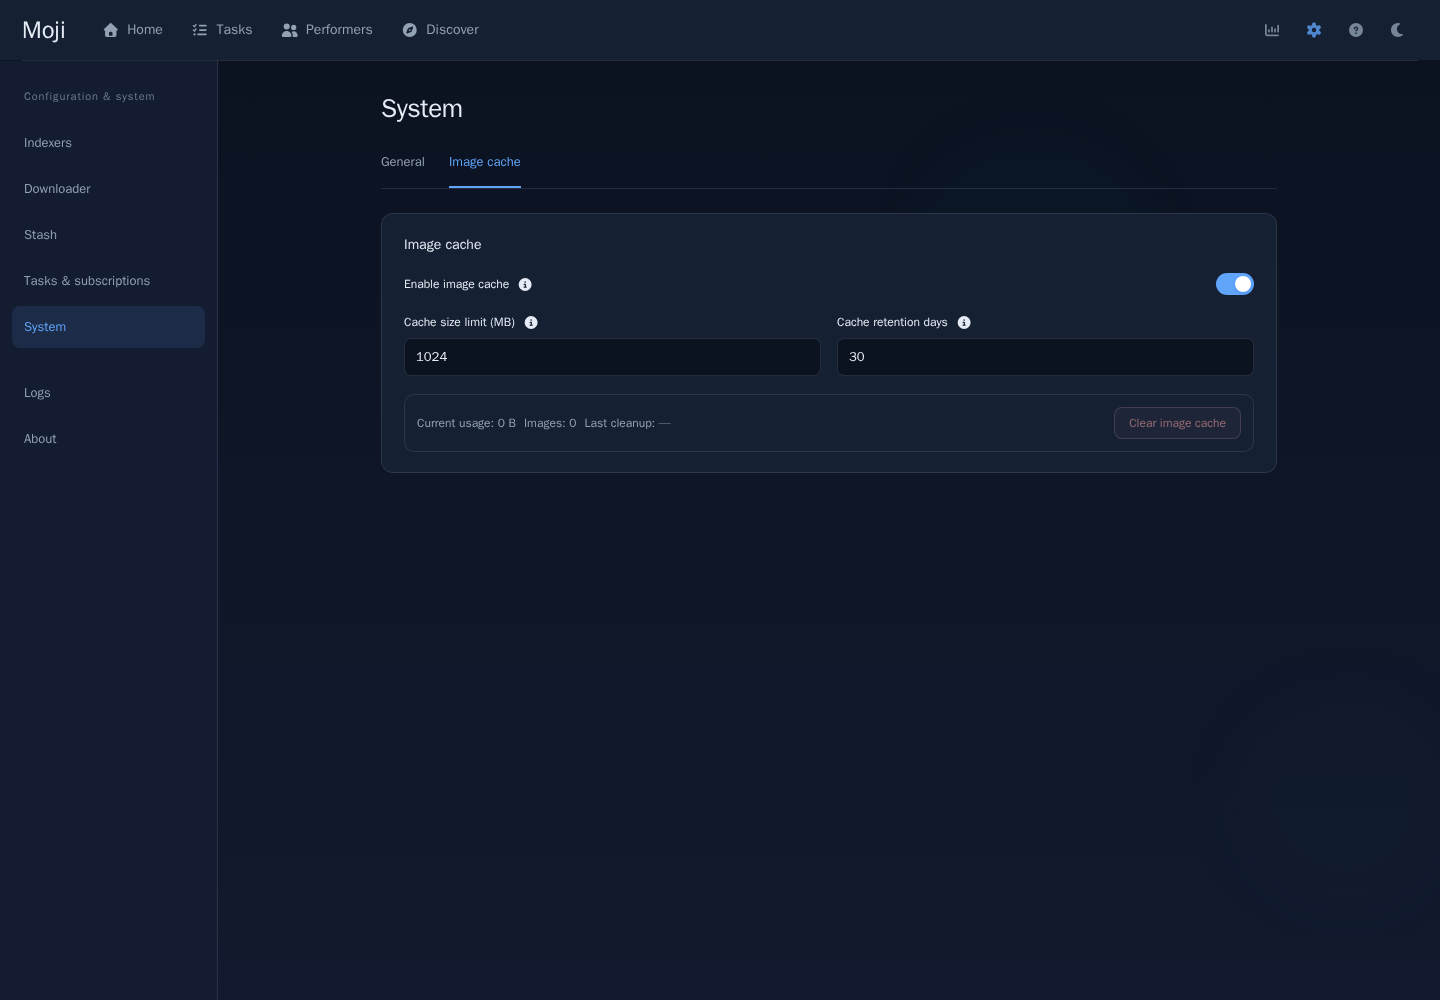 Moji
Home
Tasks
Performers
Discover
Configuration & system
Indexers
Downloader
Stash
Tasks & subscriptions
System
Logs
About
System
General
Image cache
Image cache
Enable image cache
Cache size limit (MB)
Cache retention days
1024
30
Current usage: 0 B Images: 0 Last cleanup: —
Clear image cache